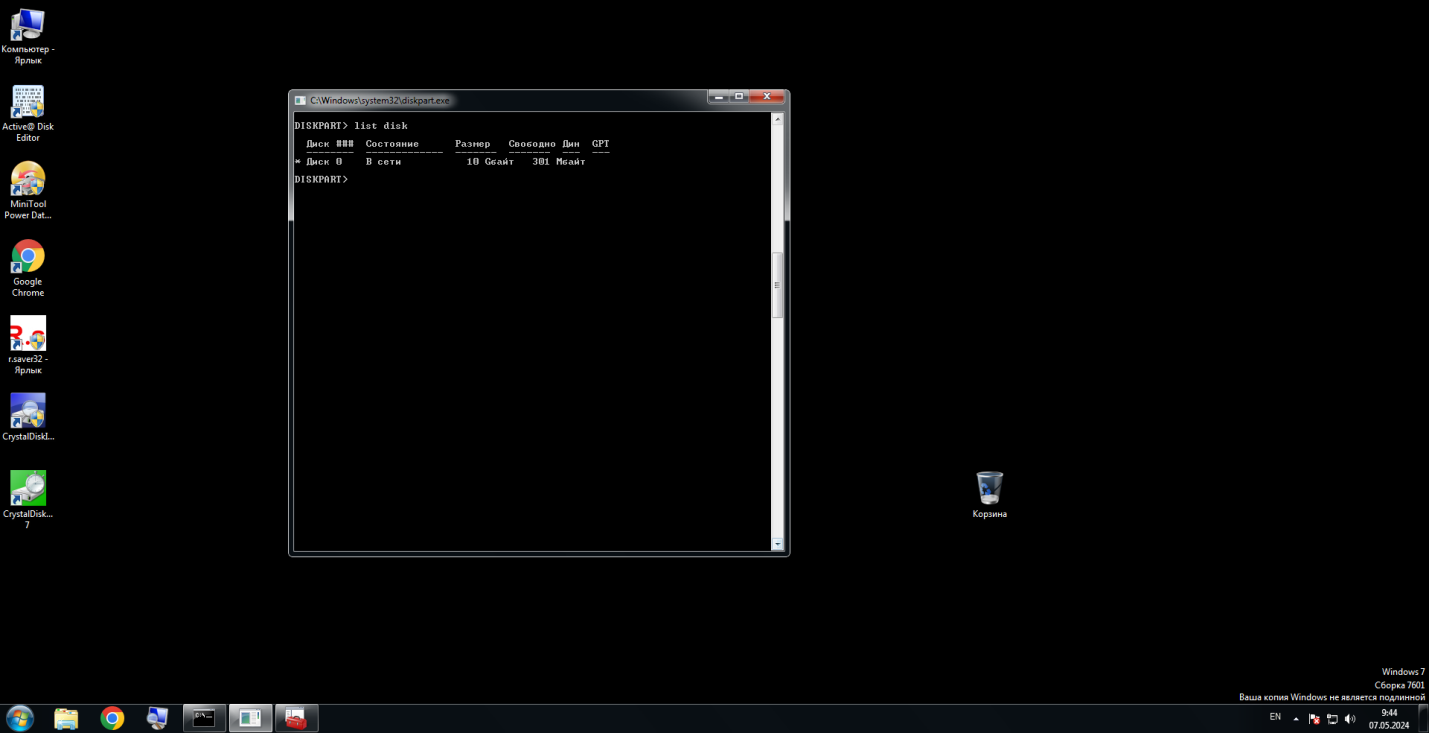 Компьютер -
Ярлык
Active@ Disk
Editor
MiniTool
Power Dat...
Google
Chrome
R.s
r.saver32 -
Ярлык
CrystalDiskI...
CrystalDisk...
7
C:\Windows\system32\diskpart.exe
DISKPART> list disk
Диск ### Состояние Размер Свободно Дин GPT
-------- ------------- ------- ------- --- ---
* Диск 0 В сети 10 Gбайт 301 Mбайт
DISKPART>
Корзина
Windows 7
Сборка 7601
Ваша копия Windows не является подлинной
C:\_
EN
9:44
07.05.2024